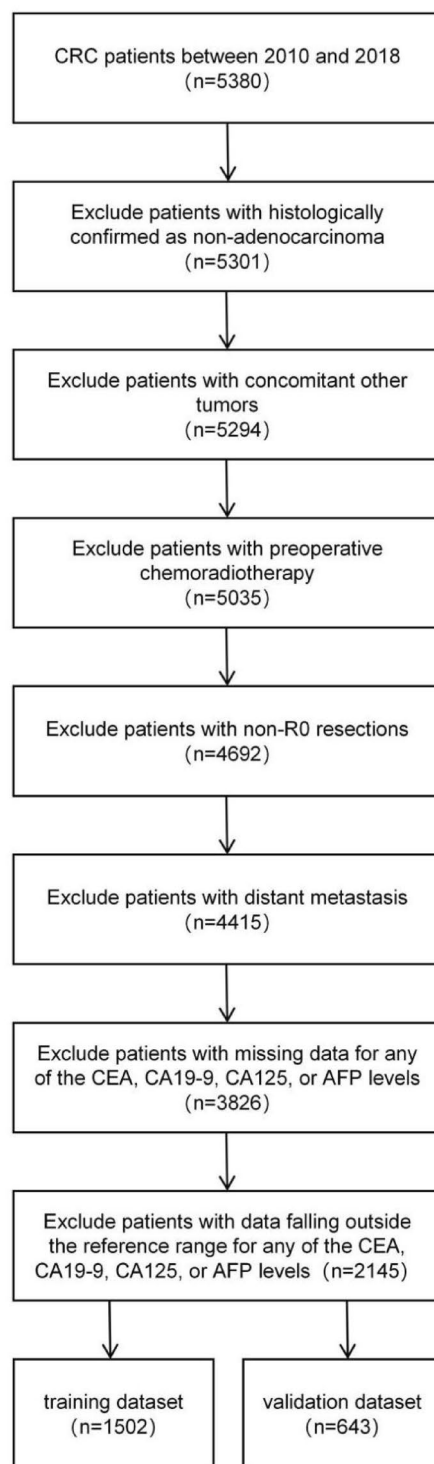 CRC patients between 2010 and 2018
（n=5380）
Exclude patients with histologically
confirmed as non-adenocarcinoma
（n=5301）
Exclude patients with concomitant other
tumors
（n=5294）
Exclude patients with preoperative
chemoradiotherapy
（n=5035）
Exclude patients with non-R0 resections
（n=4692）
Exclude patients with distant metastasis
（n=4415）
Exclude patients with missing data for any
of the CEA, CA19-9, CA125, or AFP levels
（n=3826）
Exclude patients with data falling outside
the reference range for any of the CEA,
CA19-9, CA125, or AFP levels（n=2145）
training dataset
（n=1502）
validation dataset
（n=643）